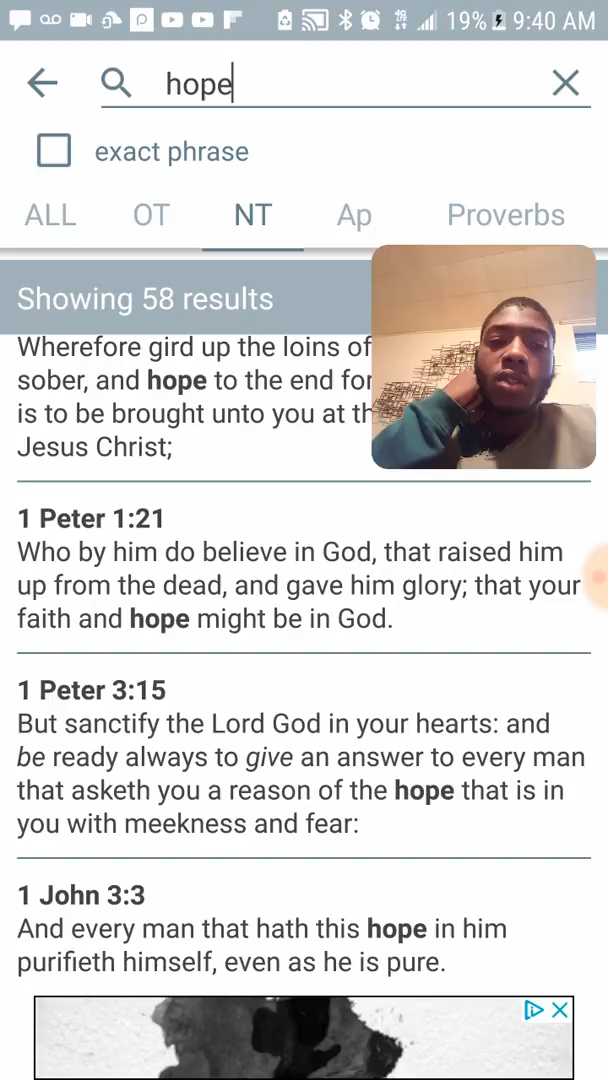 19% 9:40 AM
hope
exact phrase
ALL OT NT Ap Proverbs
Showing 58 results
Wherefore gird up the loins of
sober, and hope to the end for
is to be brought unto you at th
Jesus Christ;
1 Peter 1:21
Who by him do believe in God, that raised him
up from the dead, and gave him glory; that your
faith and hope might be in God.
1 Peter 3:15
But sanctify the Lord God in your hearts: and
be ready always to give an answer to every man
that asketh you a reason of the hope that is in
you with meekness and fear:
1 John 3:3
And every man that hath this hope in him
purifieth himself, even as he is pure.